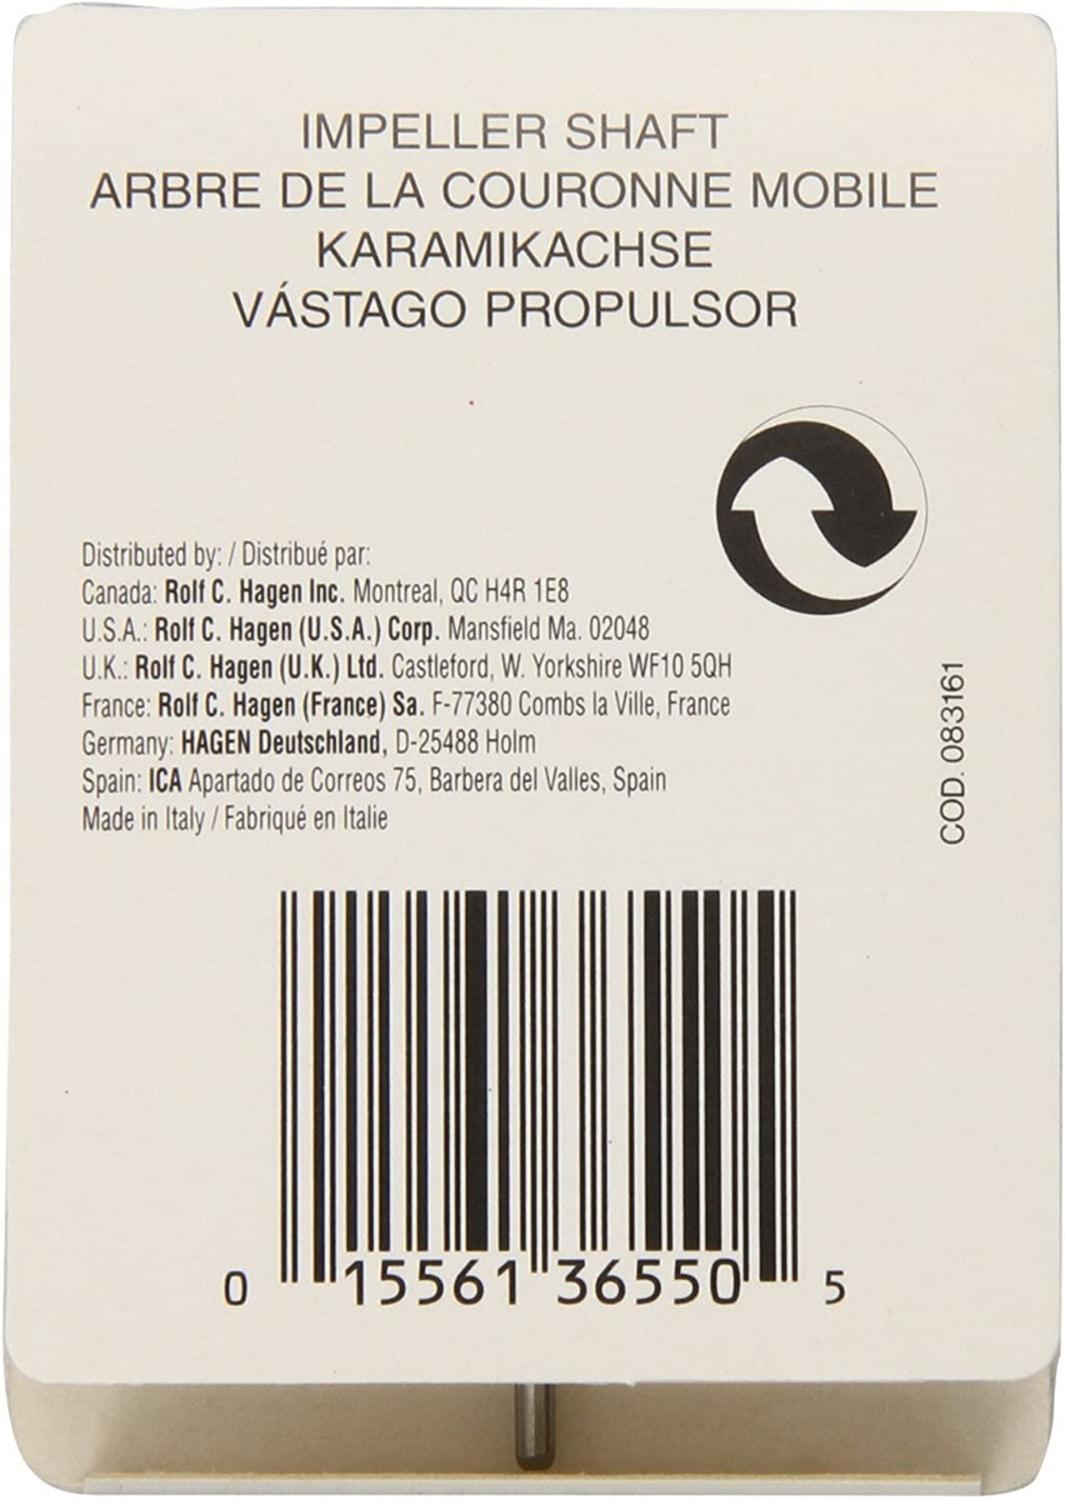 IMPELLER SHAFT
ARBRE DE LA COURONNE MOBILE
KARAMIKACHSE
VÁSTAGO PROPULSOR
Distributed by: / Distribué par:
Canada: Rolf C. Hagen Inc. Montreal, QC H4R 1E8
U.S.A.: Rolf C. Hagen (U.S.A.) Corp. Mansfield Ma. 02048
U.K.: Rolf C. Hagen (U.K.) Ltd. Castleford, W. Yorkshire WF10 5QH
France: Rolf C. Hagen (France) Sa. F-77380 Combs la Ville, France
Germany: HAGEN Deutschland, D-25488 Holm
Spain: ICA Apartado de Correos 75, Barbera del Valles, Spain
Made in Italy / Fabriqué en Italie
COD. 083161
0 15561 36550 5